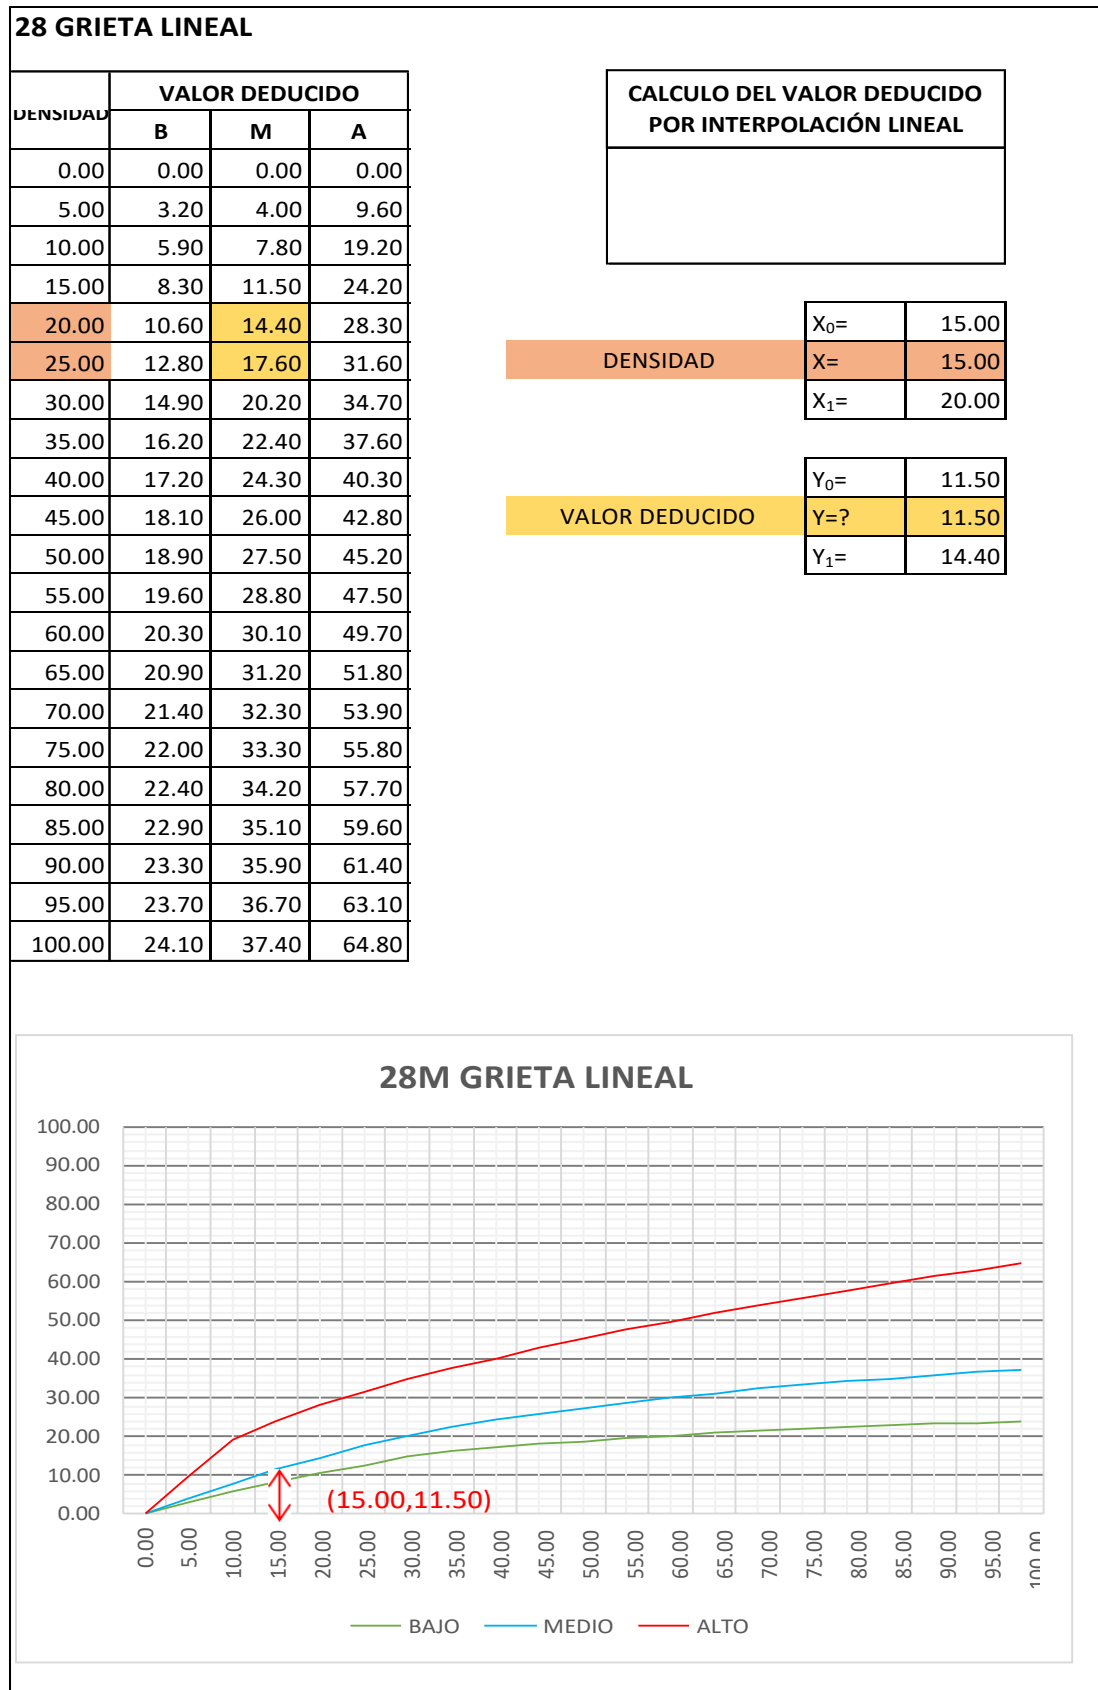 28 GRIETA LINEAL
DENSIDAD VALOR DEDUCIDO
B M A
0.00 0.00 0.00 0.00
5.00 3.20 4.00 9.60
10.00 5.90 7.80 19.20
15.00 8.30 11.50 24.20
20.00 10.60 14.40 28.30
25.00 12.80 17.60 31.60
30.00 14.90 20.20 34.70
35.00 16.20 22.40 37.60
40.00 17.20 24.30 40.30
45.00 18.10 26.00 42.80
50.00 18.90 27.50 45.20
55.00 19.60 28.80 47.50
60.00 20.30 30.10 49.70
65.00 20.90 31.20 51.80
70.00 21.40 32.30 53.90
75.00 22.00 33.30 55.80
80.00 22.40 34.20 57.70
85.00 22.90 35.10 59.60
90.00 23.30 35.90 61.40
95.00 23.70 36.70 63.10
100.00 24.10 37.40 64.80
CALCULO DEL VALOR DEDUCIDO
POR INTERPOLACIÓN LINEAL
X₀= 15.00
DENSIDAD X= 15.00
X₁= 20.00
Y₀= 11.50
VALOR DEDUCIDO Y=? 11.50
Y₁= 14.40
28M GRIETA LINEAL
100.00
90.00
80.00
70.00
60.00
50.00
40.00
30.00
20.00
10.00
0.00
(15.00,11.50)
0.00 5.00 10.00 15.00 20.00 25.00 30.00 35.00 40.00 45.00 50.00 55.00 60.00 65.00 70.00 75.00 80.00 85.00 90.00 95.00 100.00
BAJO MEDIO ALTO